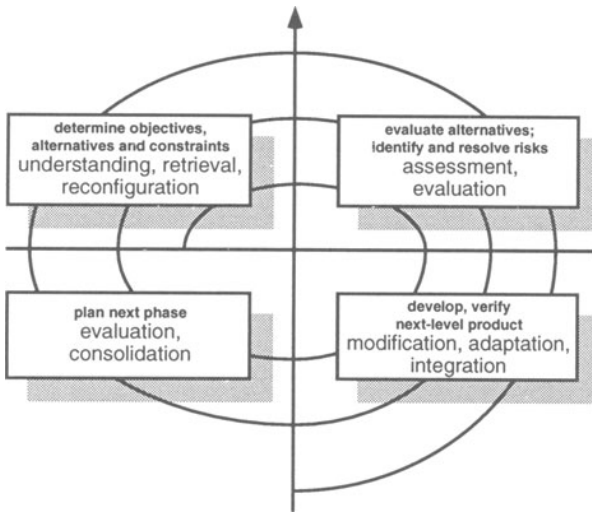 determine objectives,
alternatives and constraints
understanding, retrieval,
reconfiguration
evaluate alternatives;
identify and resolve risks
assessment,
evaluation
plan next phase
evaluation,
consolidation
develop, verify
next-level product
modification, adaptation,
integration